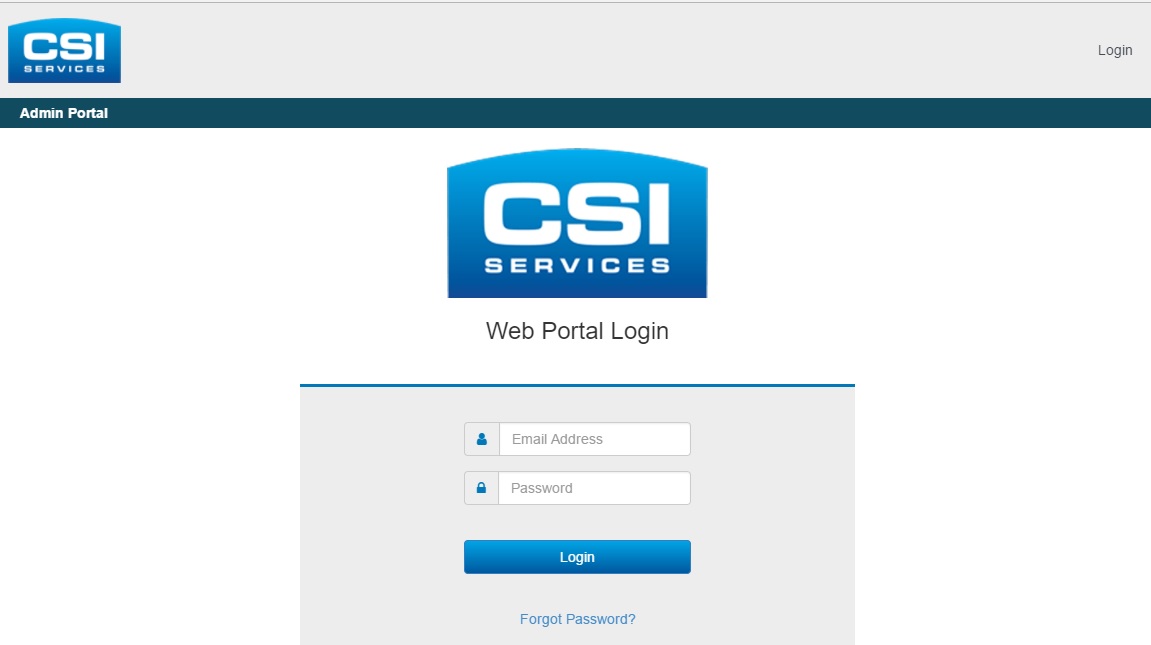 CSI
SERVICES
Login
Admin Portal
CSI
SERVICES
Web Portal Login
Email Address
Password
Login
Forgot Password?